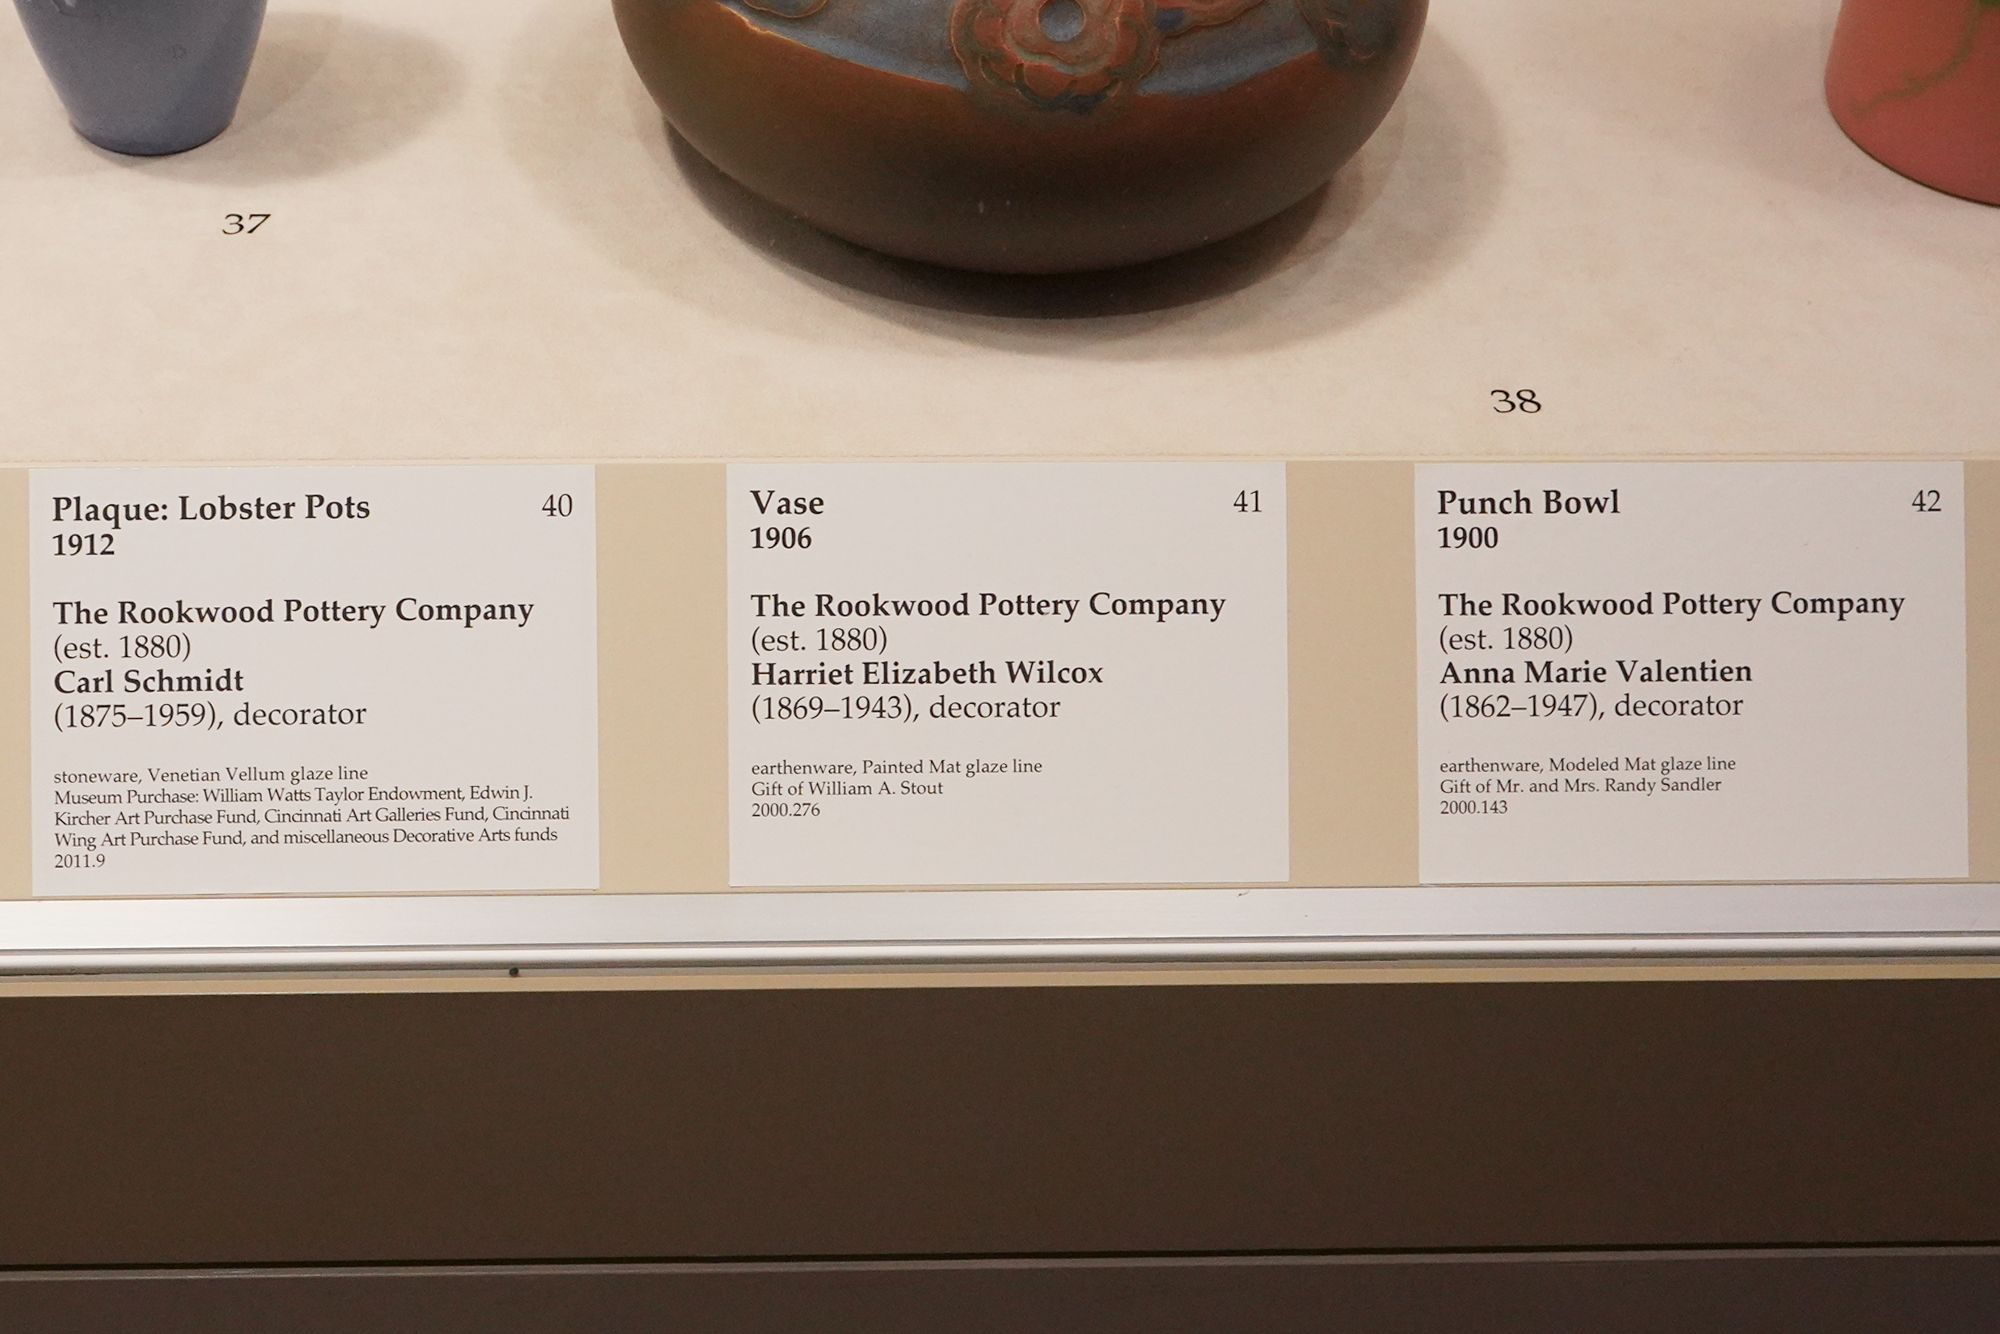 37
38
Plaque: Lobster Pots 40
1912
The Rookwood Pottery Company
(est. 1880)
Carl Schmidt
(1875–1959), decorator
stoneware, Venetian Vellum glaze line
Museum Purchase: William Watts Taylor Endowment, Edwin J.
Kircher Art Purchase Fund, Cincinnati Art Galleries Fund, Cincinnati
Wing Art Purchase Fund, and miscellaneous Decorative Arts funds
2011.9
Vase 41
1906
The Rookwood Pottery Company
(est. 1880)
Harriet Elizabeth Wilcox
(1869–1943), decorator
earthenware, Painted Mat glaze line
Gift of William A. Stout
2000.276
Punch Bowl 42
1900
The Rookwood Pottery Company
(est. 1880)
Anna Marie Valentien
(1862–1947), decorator
earthenware, Modeled Mat glaze line
Gift of Mr. and Mrs. Randy Sandler
2000.143